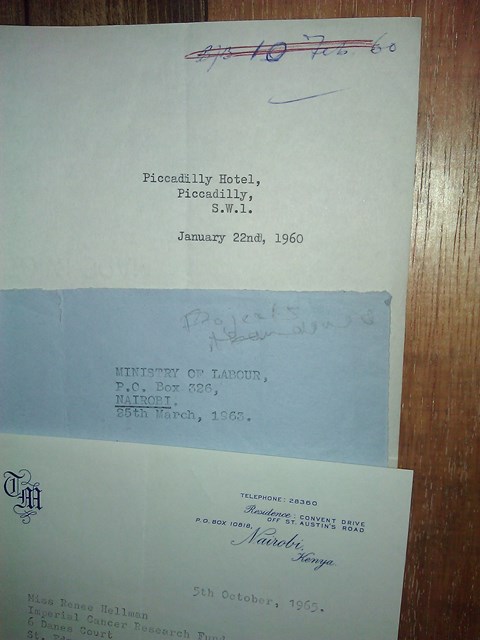 B/B 10 Feb 60
Piccadilly Hotel,
Piccadilly,
S.W.1.
January 22nd, 1960
Projects
MINISTRY OF LABOUR,
P.O. Box 326,
NAIROBI.
25th March, 1963.
TM
TELEPHONE: 28360
Residence: CONVENT DRIVE
OFF ST. AUSTIN'S ROAD
P.O. BOX 10818,
Nairobi,
Kenya
5th October, 1965.
Miss Renee Hellman
Imperial Cancer Research Fund
6 Danes Court